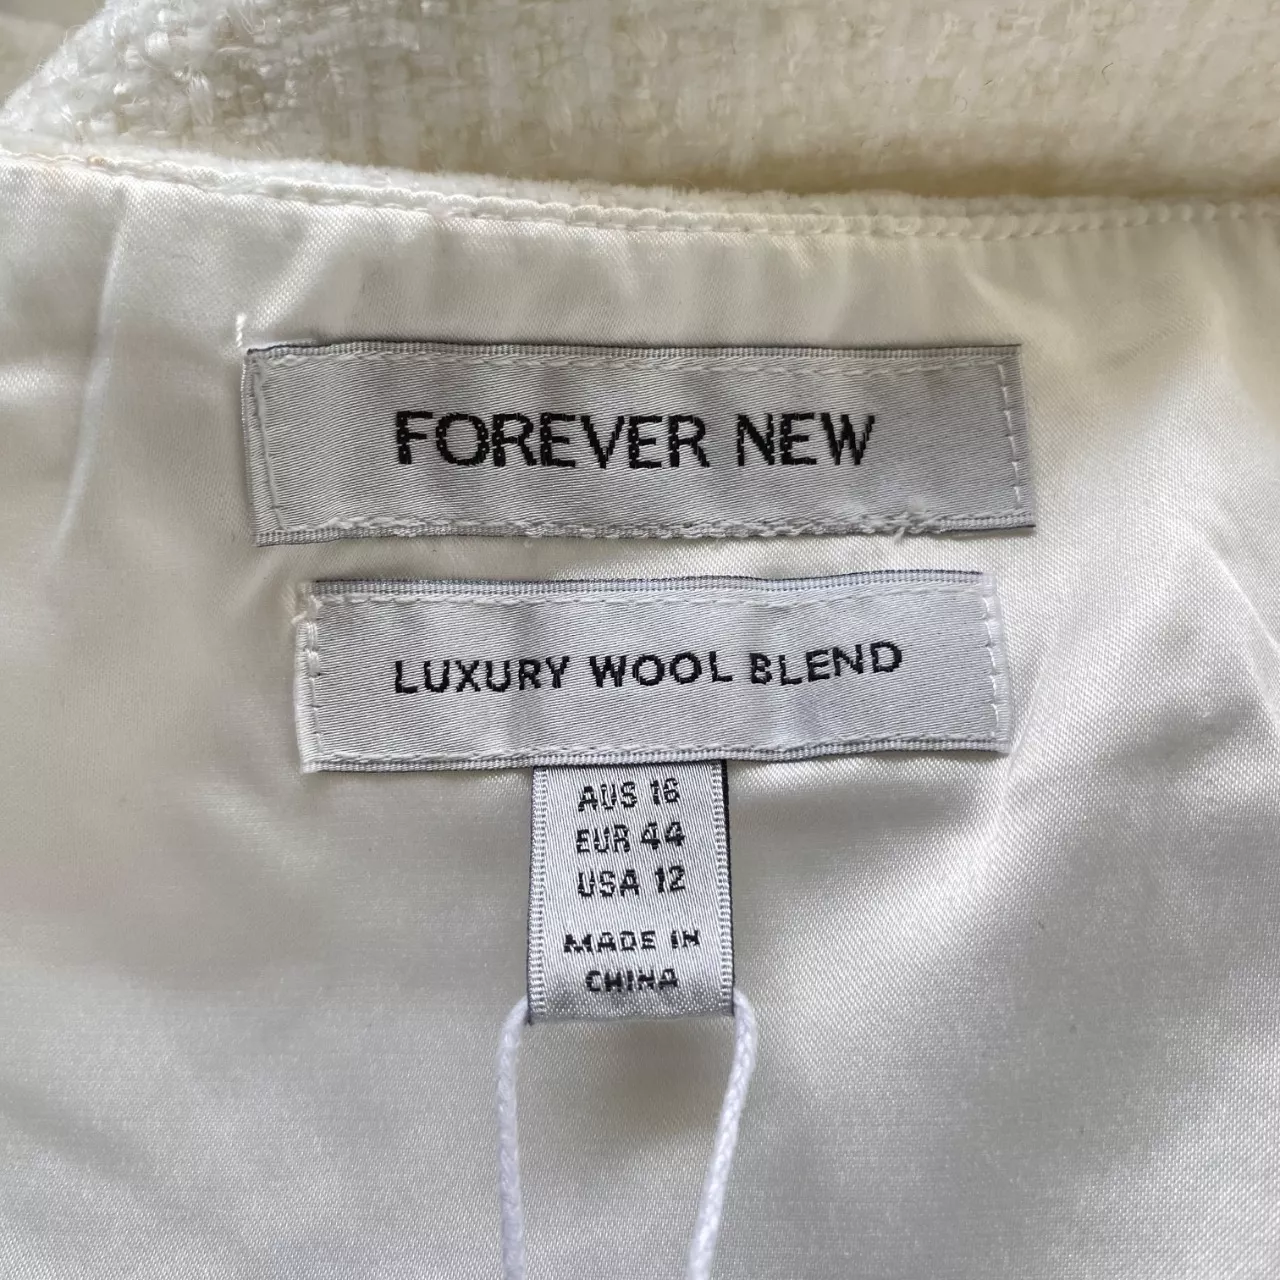 FOREVER NEW
LUXURY WOOL BLEND
AUS 16
EUR 44
USA 12
MADE IN
CHINA